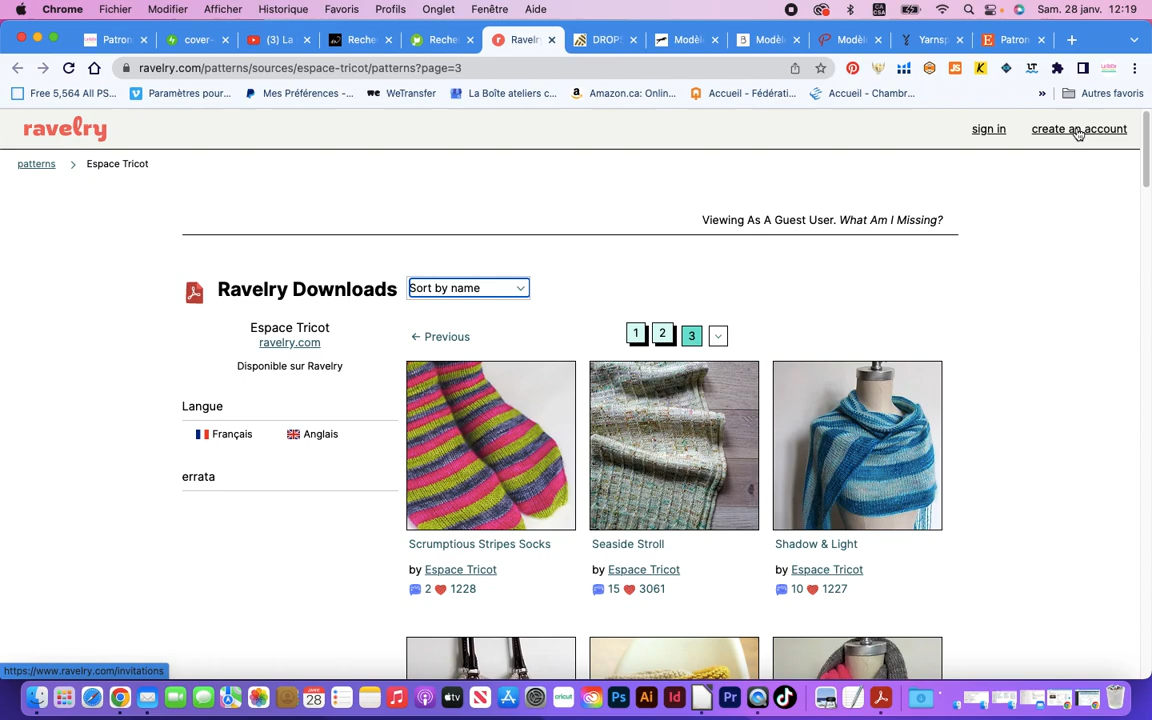 Chrome Fichier Modifier Afficher Historique Favoris Profils Onglet Fenêtre Aide Sam. 28 janv. 12:19
Patron cover- (3) La Reche Reche Ravelry DROPS Modèle Modèl Modèl Yarnsp Patron
ravelry.com/patterns/sources/espace-tricot/patterns?page=3
Free 5,564 All PS... Paramètres pour... Mes Préférences -... WeTransfer La Boîte ateliers c... Amazon.ca: Onlin... Accueil - Fédérati... Accueil - Chambr... » Autres favoris
ravelry sign in create an account
patterns > Espace Tricot
Viewing As A Guest User. What Am I Missing?
Ravelry Downloads Sort by name
Espace Tricot
ravelry.com
← Previous 1 2 3
Disponible sur Ravelry
Langue
Français Anglais
errata
Scrumptious Stripes Socks Seaside Stroll Shadow & Light
by Espace Tricot by Espace Tricot by Espace Tricot
2 1228 15 3061 10 1227
https://www.ravelry.com/invitations